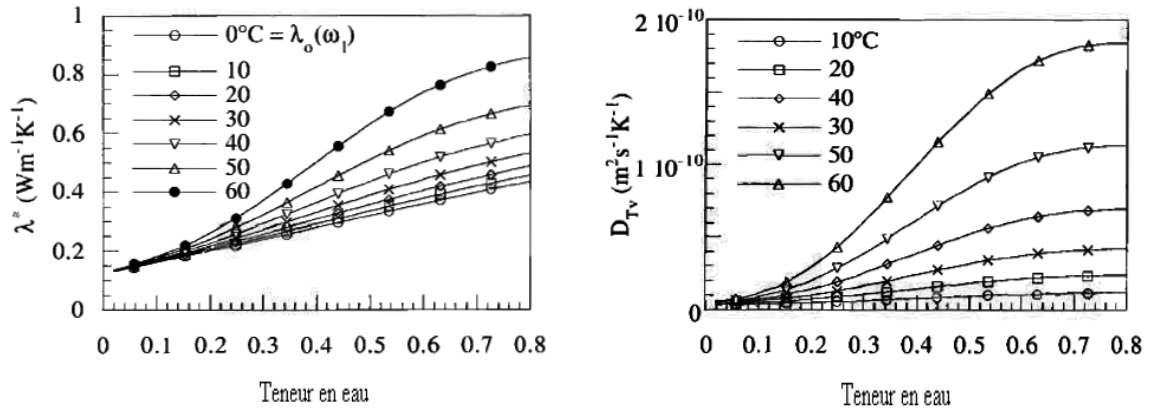 1
0.8
0.6
0.4
0.2
0
λ* (Wm⁻¹K⁻¹)
0°C = λₒ(ωₗ)
10
20
30
40
50
60
0 0.1 0.2 0.3 0.4 0.5 0.6 0.7 0.8
Teneur en eau
2 10⁻¹⁰
1 10⁻¹⁰
0
D_Tv (m²s⁻¹K⁻¹)
10°C
20
40
30
50
60
0 0.1 0.2 0.3 0.4 0.5 0.6 0.7 0.8
Teneur en eau